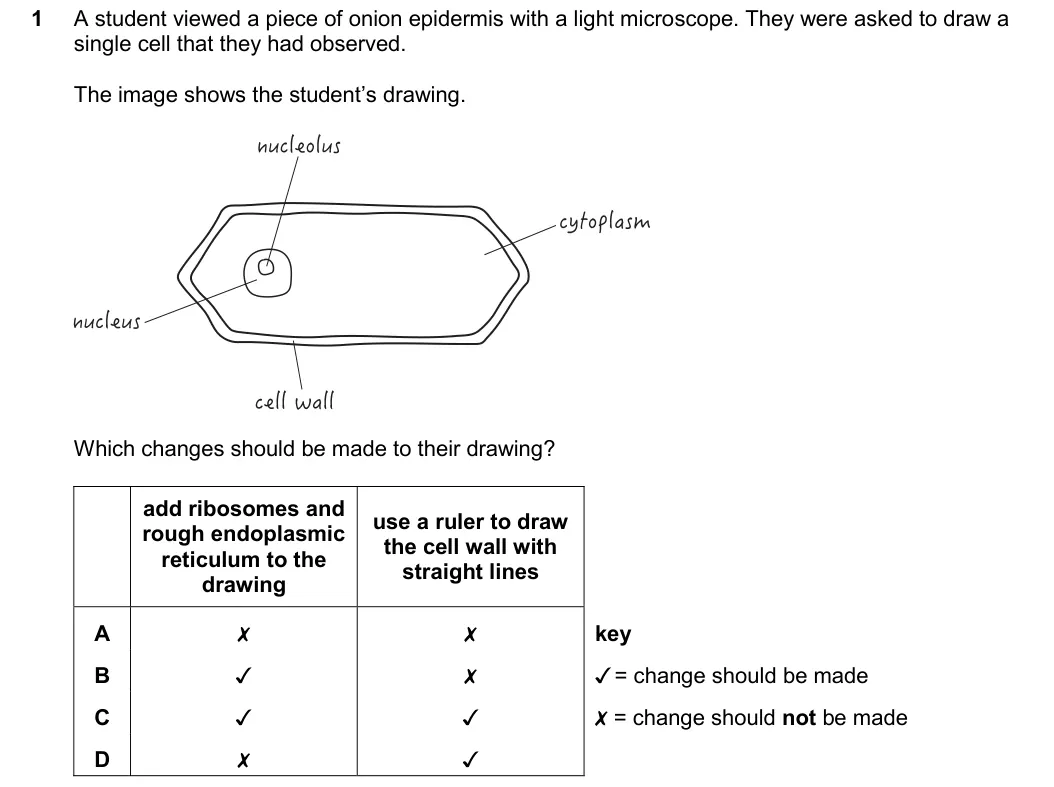 1 A student viewed a piece of onion epidermis with a light microscope. They were asked to draw a
single cell that they had observed.
The image shows the student's drawing.
nucleolus
cytoplasm
nucleus
cell wall
Which changes should be made to their drawing?
add ribosomes and
rough endoplasmic
reticulum to the
drawing
use a ruler to draw
the cell wall with
straight lines
A ✗ ✗ key
B ✓ ✗ ✓ = change should be made
C ✓ ✓ ✗ = change should not be made
D ✗ ✓